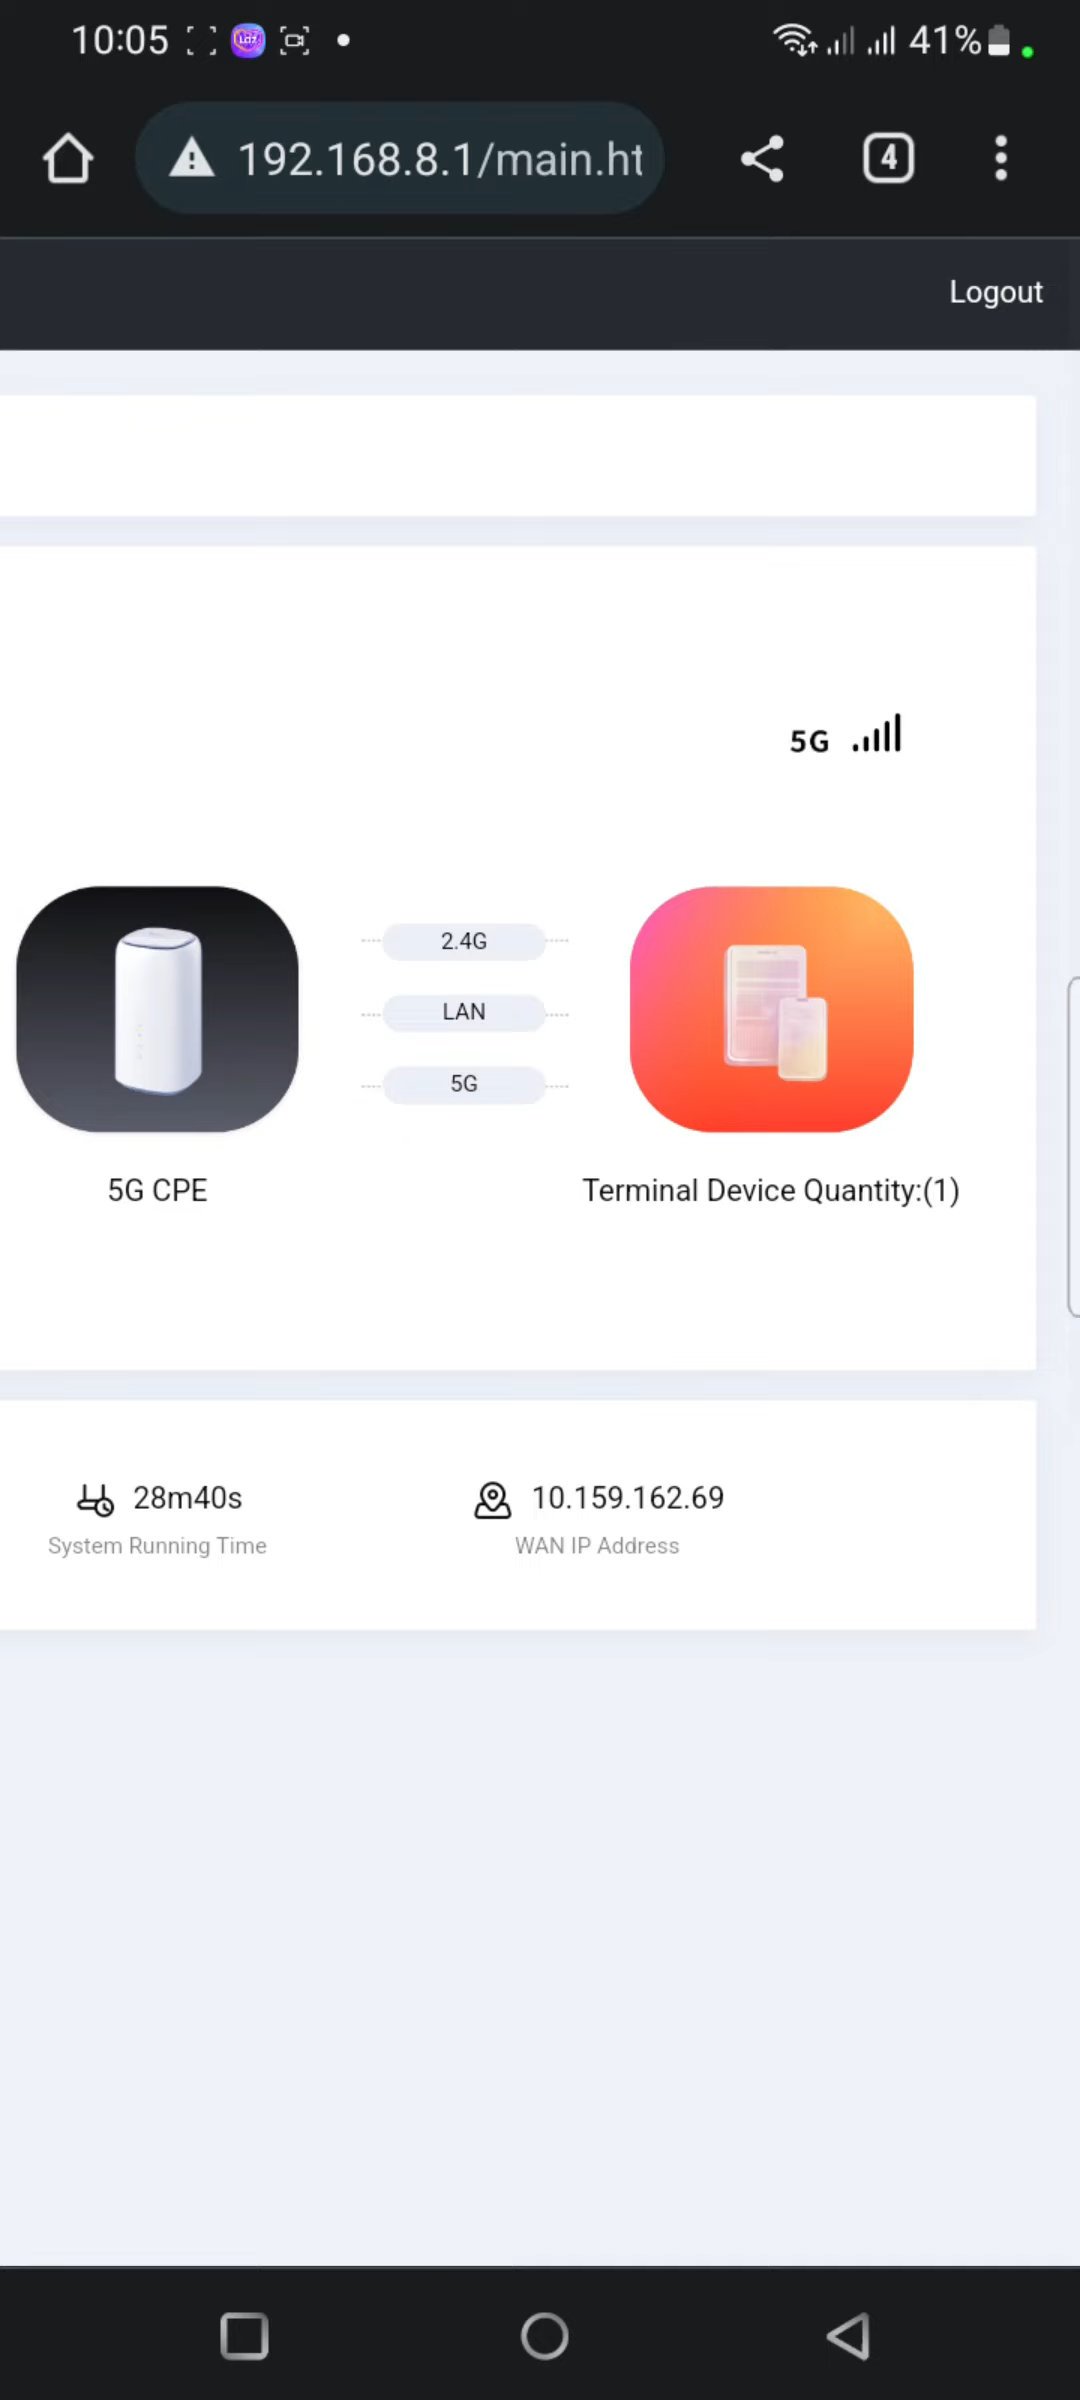 10:05
41%
192.168.8.1/main.ht
4
Logout
5G
2.4G
LAN
5G
5G CPE
Terminal Device Quantity:(1)
28m40s
10.159.162.69
System Running Time
WAN IP Address